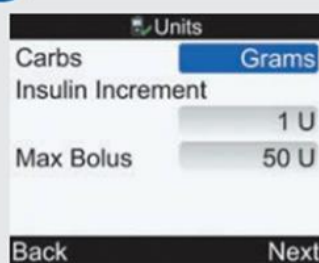 Units
Carbs Grams
Insulin Increment
1 U
Max Bolus 50 U
Back Next